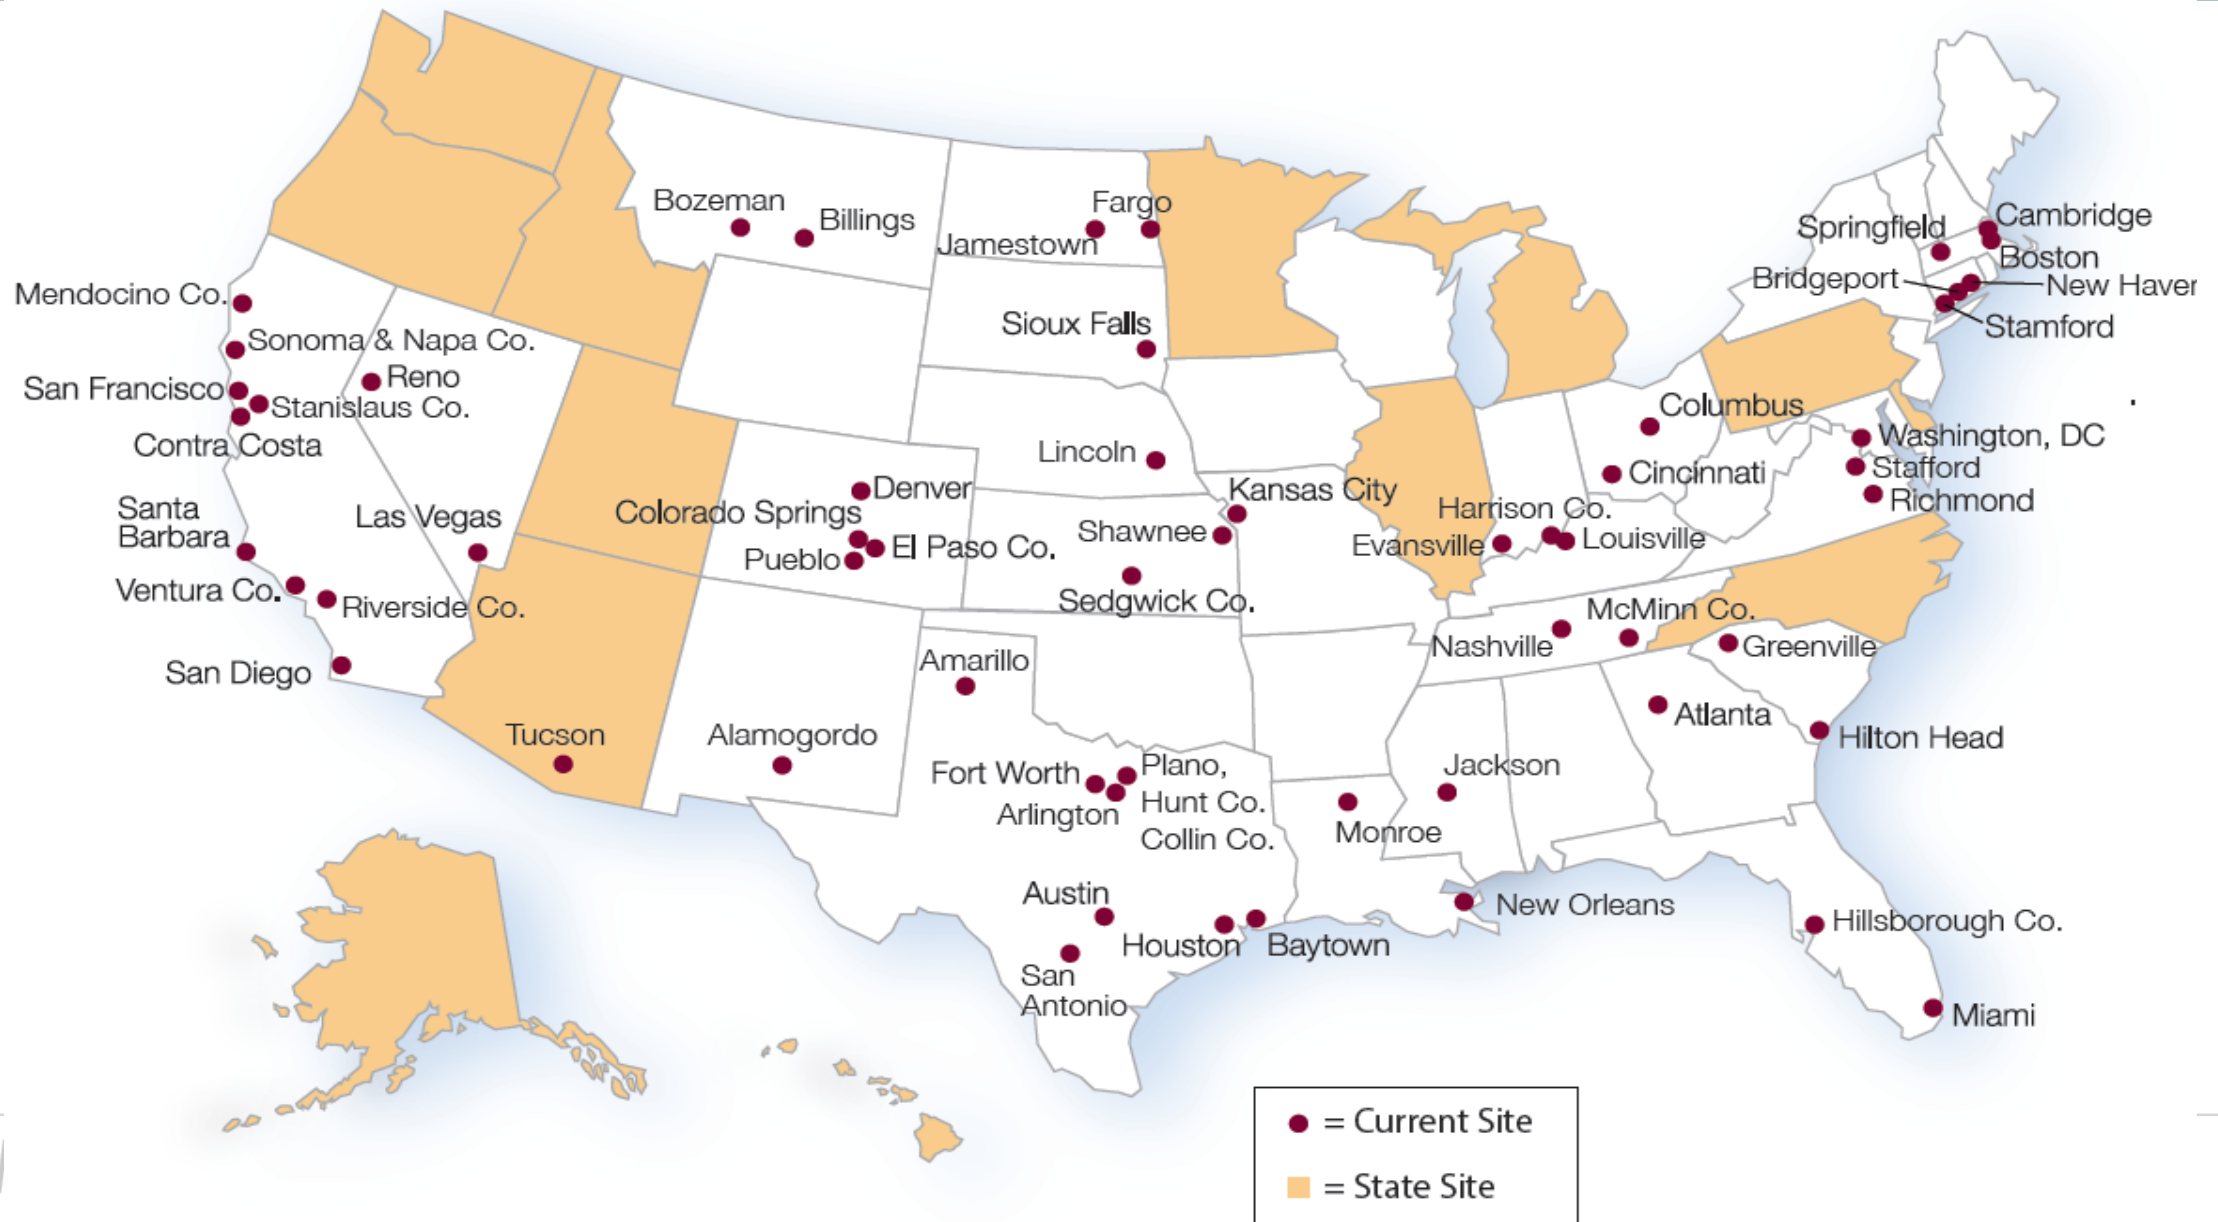 Bozeman
Billings
Fargo
Jamestown
Springfield
Cambridge
Boston
Bridgeport
New Haver
Stamford
Mendocino Co.
Sonoma & Napa Co.
Sioux Falls
San Francisco
Reno
Stanislaus Co.
Contra Costa
Columbus
Washington, DC
Lincoln
Cincinnati
Stafford
Denver
Kansas City
Richmond
Santa
Barbara
Las Vegas
Colorado Springs
Harrison Co.
Shawnee
Evansville
Louisville
Pueblo
El Paso Co.
Ventura Co.
Riverside Co.
Sedgwick Co.
McMinn Co.
Nashville
Greenville
San Diego
Amarillo
Atlanta
Tucson
Alamogordo
Hilton Head
Fort Worth
Plano,
Hunt Co.
Collin Co.
Arlington
Jackson
Monroe
Austin
New Orleans
Hillsborough Co.
Houston
Baytown
San
Antonio
Miami
= Current Site
= State Site